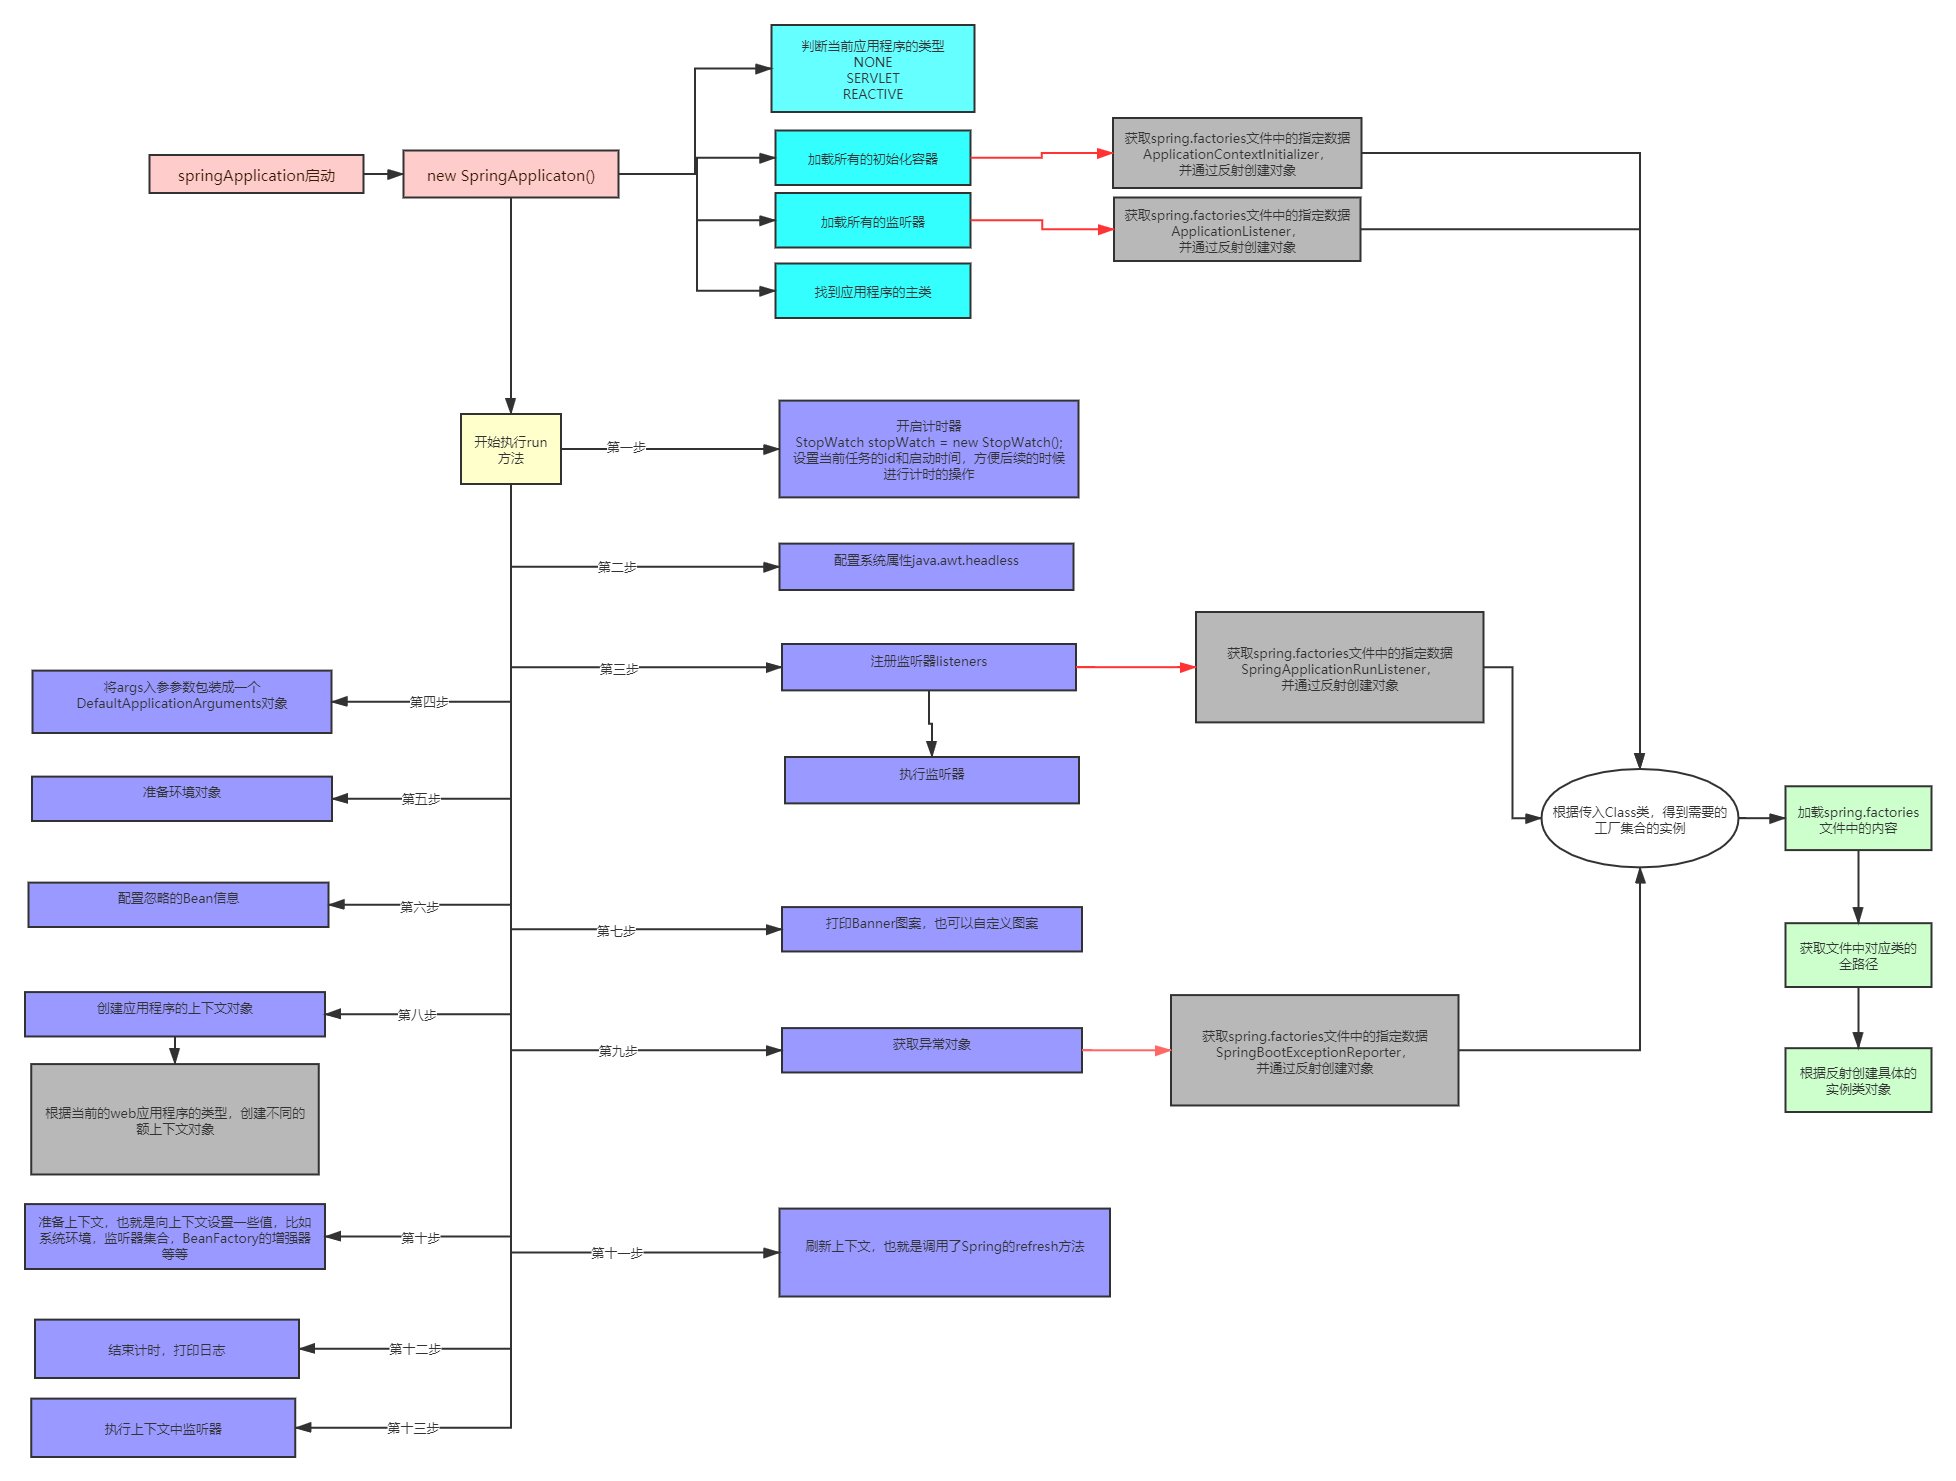 判断当前应用程序的类型
NONE
SERVLET
REACTIVE
springApplication启动
new SpringApplicaton()
加载所有的初始化容器
获取spring.factories文件中的指定数据
ApplicationContextInitializer，
并通过反射创建对象
加载所有的监听器
获取spring.factories文件中的指定数据
ApplicationListener，
并通过反射创建对象
找到应用程序的主类
开始执行run
方法
第一步
开启计时器
StopWatch stopWatch = new StopWatch();
设置当前任务的id和启动时间，方便后续的时候
进行计时的操作
第二步
配置系统属性java.awt.headless
第三步
注册监听器listeners
获取spring.factories文件中的指定数据
SpringApplicationRunListener，
并通过反射创建对象
执行监听器
第四步
将args入参参数包装成一个
DefaultApplicationArguments对象
第五步
准备环境对象
根据传入Class类，得到需要的
工厂集合的实例
加载spring.factories
文件中的内容
获取文件中对应类的
全路径
根据反射创建具体的
实例类对象
第六步
配置忽略的Bean信息
第七步
打印Banner图案，也可以自定义图案
第八步
创建应用程序的上下文对象
根据当前的web应用程序的类型，创建不同的
额上下文对象
第九步
获取异常对象
获取spring.factories文件中的指定数据
SpringBootExceptionReporter，
并通过反射创建对象
第十步
准备上下文，也就是向上下文设置一些值，比如
系统环境，监听器集合，BeanFactory的增强器
等等
第十一步
刷新上下文，也就是调用了Spring的refresh方法
第十二步
结束计时，打印日志
第十三步
执行上下文中监听器